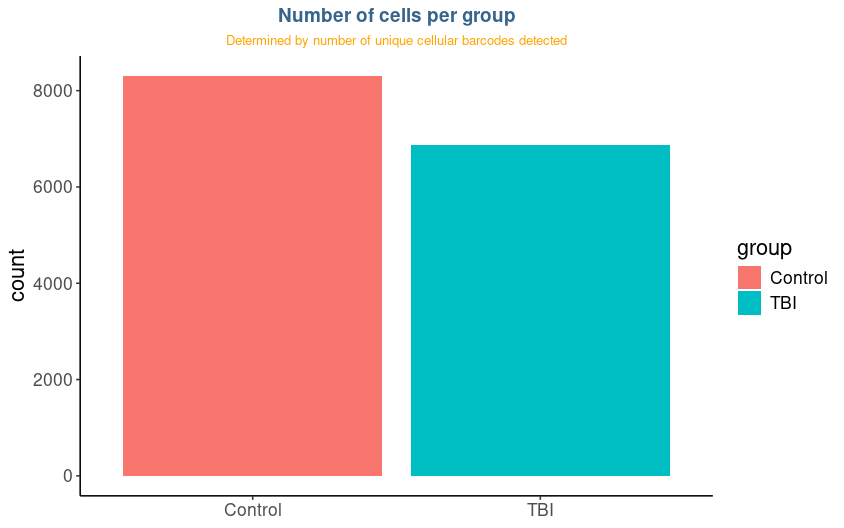 Number of cells per group
Determined by number of unique cellular barcodes detected
count
8000
6000
4000
2000
0
Control
TBI
group
Control
TBI